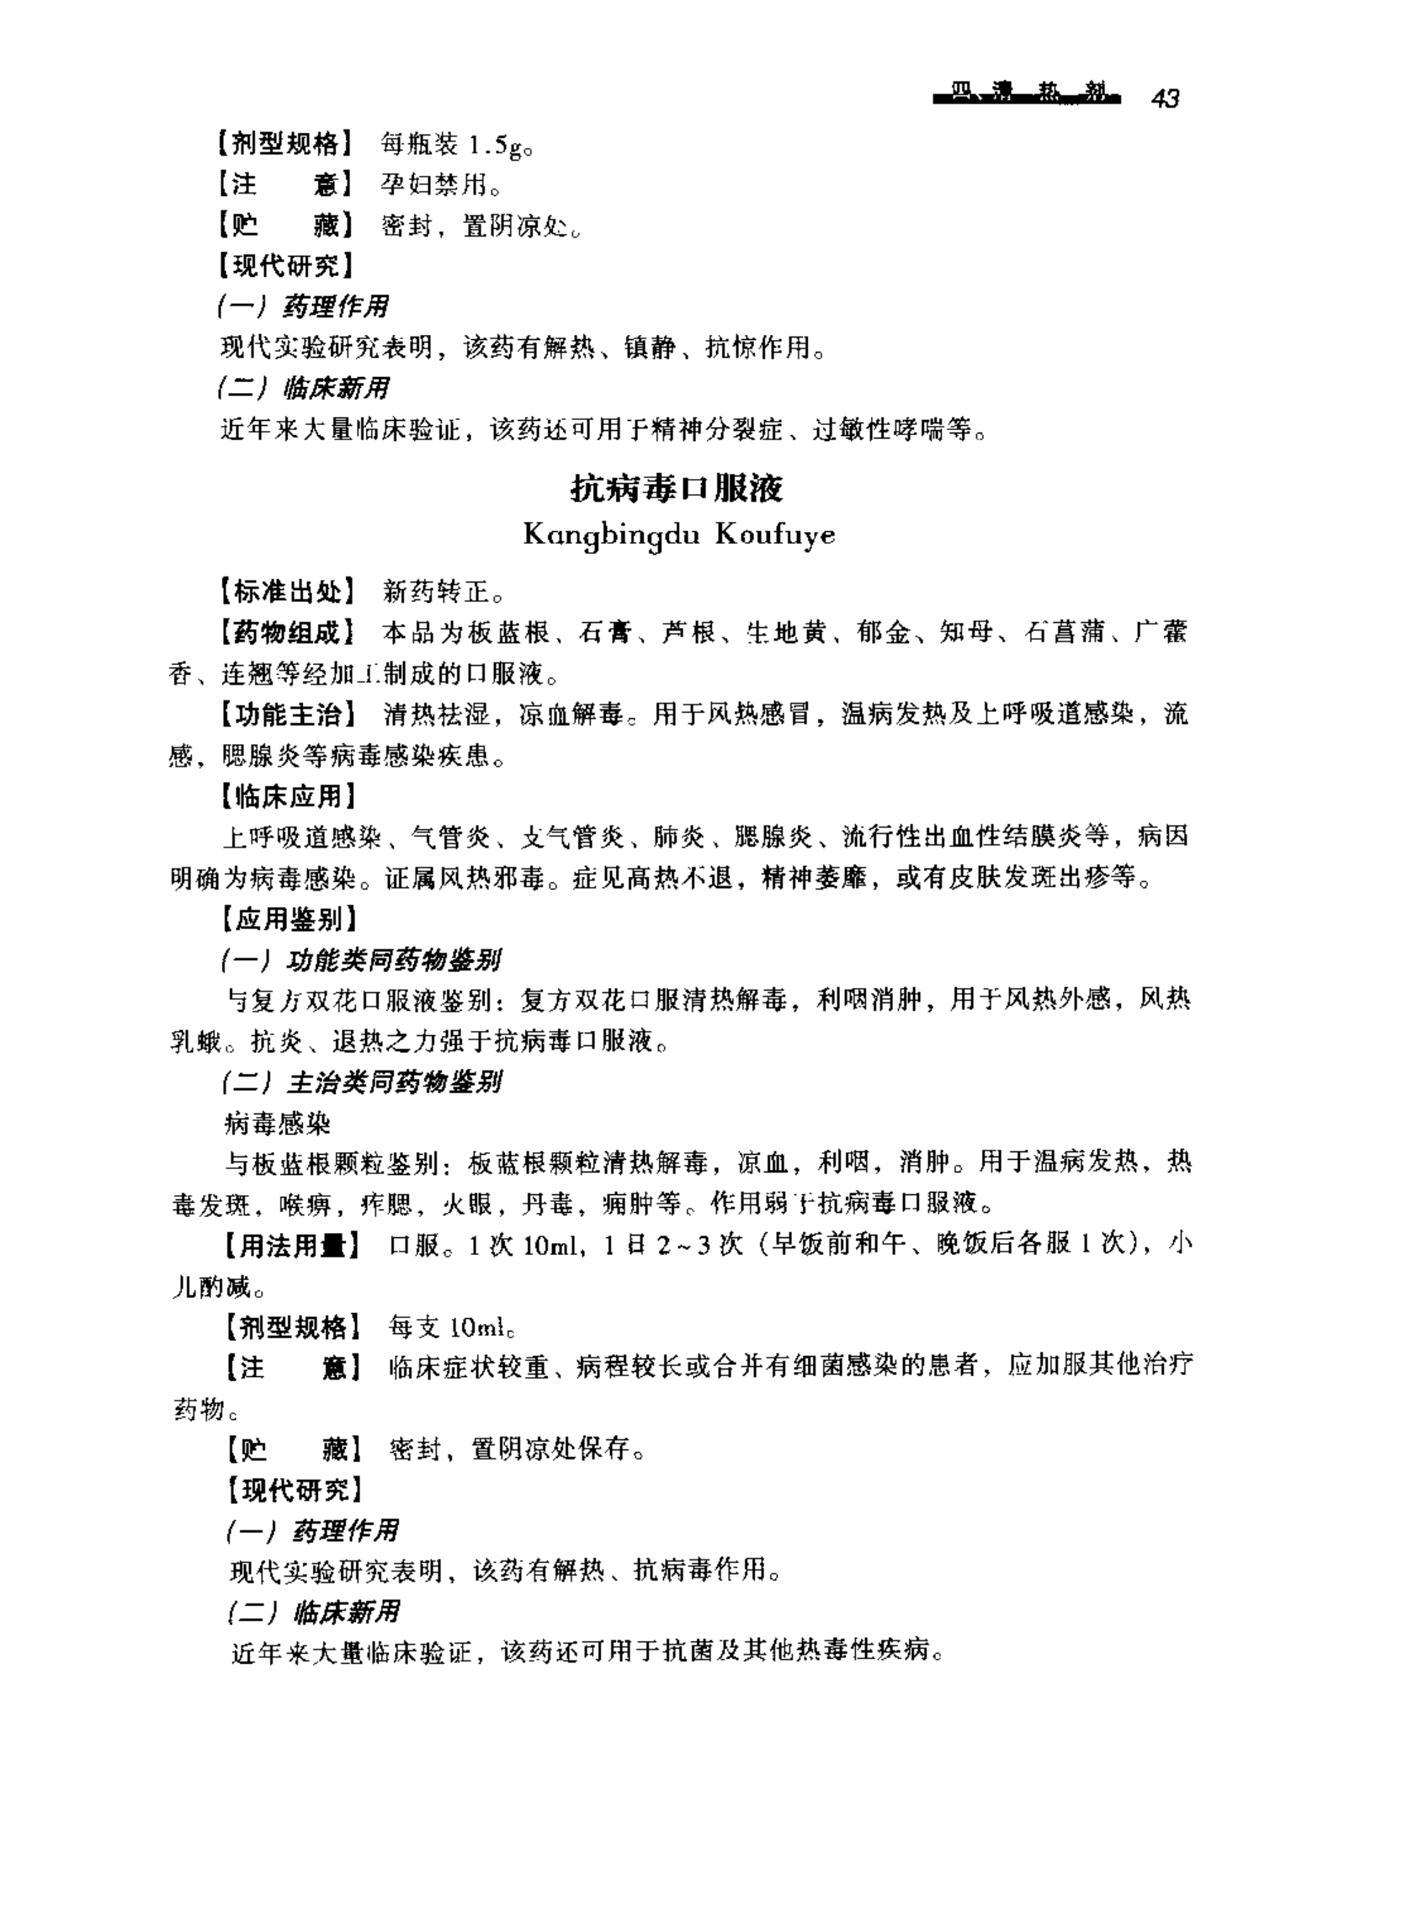 四、清 热 剂 43
【剂型规格】 每瓶装 1.5g。
【注　　意】 孕妇禁用。
【贮　　藏】 密封，置阴凉处。
【现代研究】
（一）药理作用
现代实验研究表明，该药有解热、镇静、抗惊作用。
（二）临床新用
近年来大量临床验证，该药还可用于精神分裂症、过敏性哮喘等。
抗病毒口服液
Kangbingdu Koufuye
【标准出处】 新药转正。
【药物组成】 本品为板蓝根、石膏、芦根、生地黄、郁金、知母、石菖蒲、广藿
香、连翘等经加工制成的口服液。
【功能主治】 清热祛湿，凉血解毒。用于风热感冒，温病发热及上呼吸道感染，流
感，腮腺炎等病毒感染疾患。
【临床应用】
上呼吸道感染、气管炎、支气管炎、肺炎、腮腺炎、流行性出血性结膜炎等，病因
明确为病毒感染。证属风热邪毒。症见高热不退，精神萎靡，或有皮肤发斑出疹等。
【应用鉴别】
（一）功能类同药物鉴别
与复方双花口服液鉴别：复方双花口服清热解毒，利咽消肿，用于风热外感，风热
乳蛾。抗炎、退热之力强于抗病毒口服液。
（二）主治类同药物鉴别
病毒感染
与板蓝根颗粒鉴别：板蓝根颗粒清热解毒，凉血，利咽，消肿。用于温病发热，热
毒发斑，喉痹，痄腮，火眼，丹毒，痈肿等。作用弱于抗病毒口服液。
【用法用量】 口服。1 次 10ml，1 日 2～3 次（早饭前和午、晚饭后各服 1 次），小
儿酌减。
【剂型规格】 每支 10ml。
【注　　意】 临床症状较重、病程较长或合并有细菌感染的患者，应加服其他治疗
药物。
【贮　　藏】 密封，置阴凉处保存。
【现代研究】
（一）药理作用
现代实验研究表明，该药有解热、抗病毒作用。
（二）临床新用
近年来大量临床验证，该药还可用于抗菌及其他热毒性疾病。